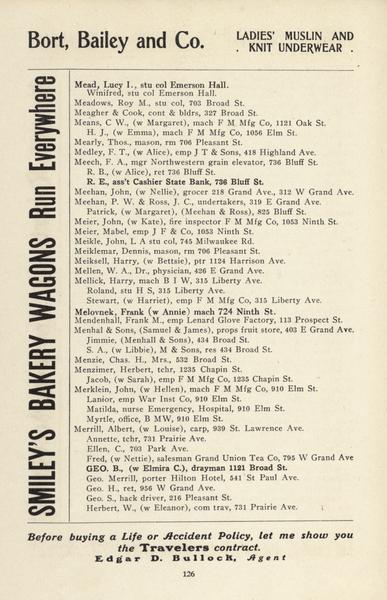 Bort, Bailey and Co.
LADIES' MUSLIN AND
. KNIT UNDERWEAR .
SMILEY'S BAKERY WAGONS Run Everywhere
Mead, Lucy I., stu col Emerson Hall.
Winifred, stu col Emerson Hall.
Meadows, Roy M., stu col, 703 Broad St.
Meagher & Cook, cont & bldrs, 327 Broad St.
Means, C W., (w Margaret), mach F M Mfg Co, 1121 Oak St.
H. J., (w Emma), mach F M Mfg Co, 1056 Elm St.
Mearly, Thos., mason, rm 706 Pleasant St.
Medley, F. T., (w Alice), emp J T & Sons, 418 Highland Ave.
Meech, F. A., mgr Northwestern grain elevator, 736 Bluff St.
R. B., (w Alice), ret 736 Bluff St.
R. E., ass't Cashier State Bank, 736 Bluff St.
Meehan, John, (w Nellie), grocer 218 Grand Ave., 312 W Grand Ave.
Meehan, P. W. & Ross, J. C., undertakers, 319 E Grand Ave.
Patrick, (w Margaret), (Meehan & Ross), 825 Bluff St.
Meier, John, (w Kate), fire inspector F M Mfg Co, 1053 Ninth St.
Meier, Mabel, emp J F & Co, 1053 Ninth St.
Meikle, John L A stu col, 745 Milwaukee Rd.
Meiklemar, Dennis, mason, rm 706 Pleasant St.
Meiksell, Harry, (w Bettsie), ptr 1124 Harrison Ave.
Mellen, W. A., Dr., physician, 426 E Grand Ave.
Mellick, Harry, mach B I W, 315 Liberty Ave.
Roland, stu H S, 315 Liberty Ave.
Stewart, (w Harriet), emp F M Mfg Co, 315 Liberty Ave.
Melovnek, Frank (w Annie) mach 724 Ninth St.
Mendenhall, Frank M., emp Lenard Glove Factory, 113 Prospect St.
Menhal & Sons, (Samuel & James), props fruit store, 403 E Grand Ave.
Jimmie, (Menhall & Sons), 434 Broad St.
S. A., (w Libbie), M & Sons, res 434 Broad St.
Menzie, Chas. H., Mrs., 532 Broad St.
Menzimer, Herbert, tchr, 1235 Chapin St.
Jacob, (w Sarah), emp F M Mfg Co, 1235 Chapin St.
Merklein, John, (w Hellen), mach F M Mfg Co, 910 Elm St.
Lanior, emp War Inst Co, 910 Elm St.
Matilda, nurse Emergency, Hospital, 910 Elm St.
Myrtle, office, B MW, 910 Elm St.
Merrill, Albert, (w Louise), carp, 939 St. Lawrence Ave.
Annette, tchr, 731 Prairie Ave.
Ellen, C., 703 Park Ave.
Fred, (w Nettie), salesman Grand Union Tea Co, 795 W Grand Ave
GEO. B., (w Elmira C.), drayman 1121 Broad St.
Geo. Merrill, porter Hilton Hotel, 541 St Paul Ave.
Geo. H., ret, 956 W Grand Ave.
Geo. S., hack driver, 216 Pleasant St.
Herbert, W., (w Eleanor), com trav, 731 Prairie Ave.
Before buying a Life or Accident Policy, let me show you
the Travelers contract.
Edgar D. Bullock, Agent
126